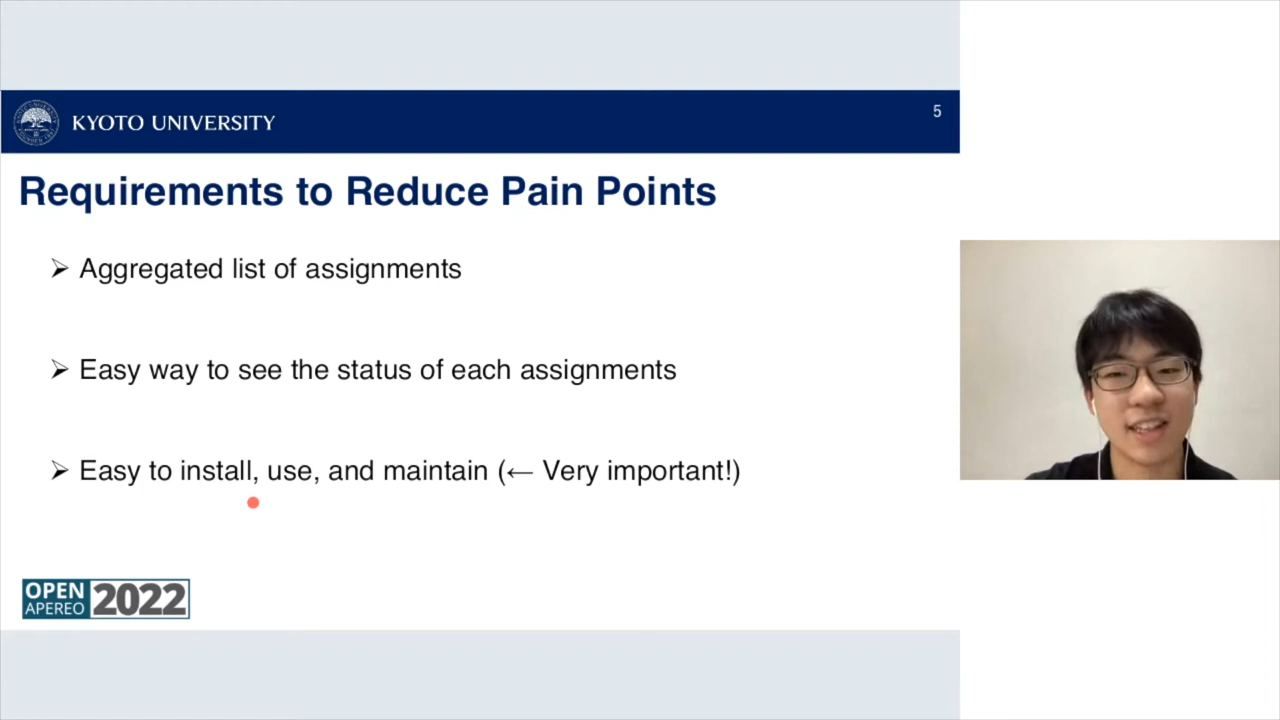 KYOTO UNIVERSITY
5
Requirements to Reduce Pain Points
➢ Aggregated list of assignments
➢ Easy way to see the status of each assignments
➢ Easy to install, use, and maintain (← Very important!)
OPEN
APEREO
2022